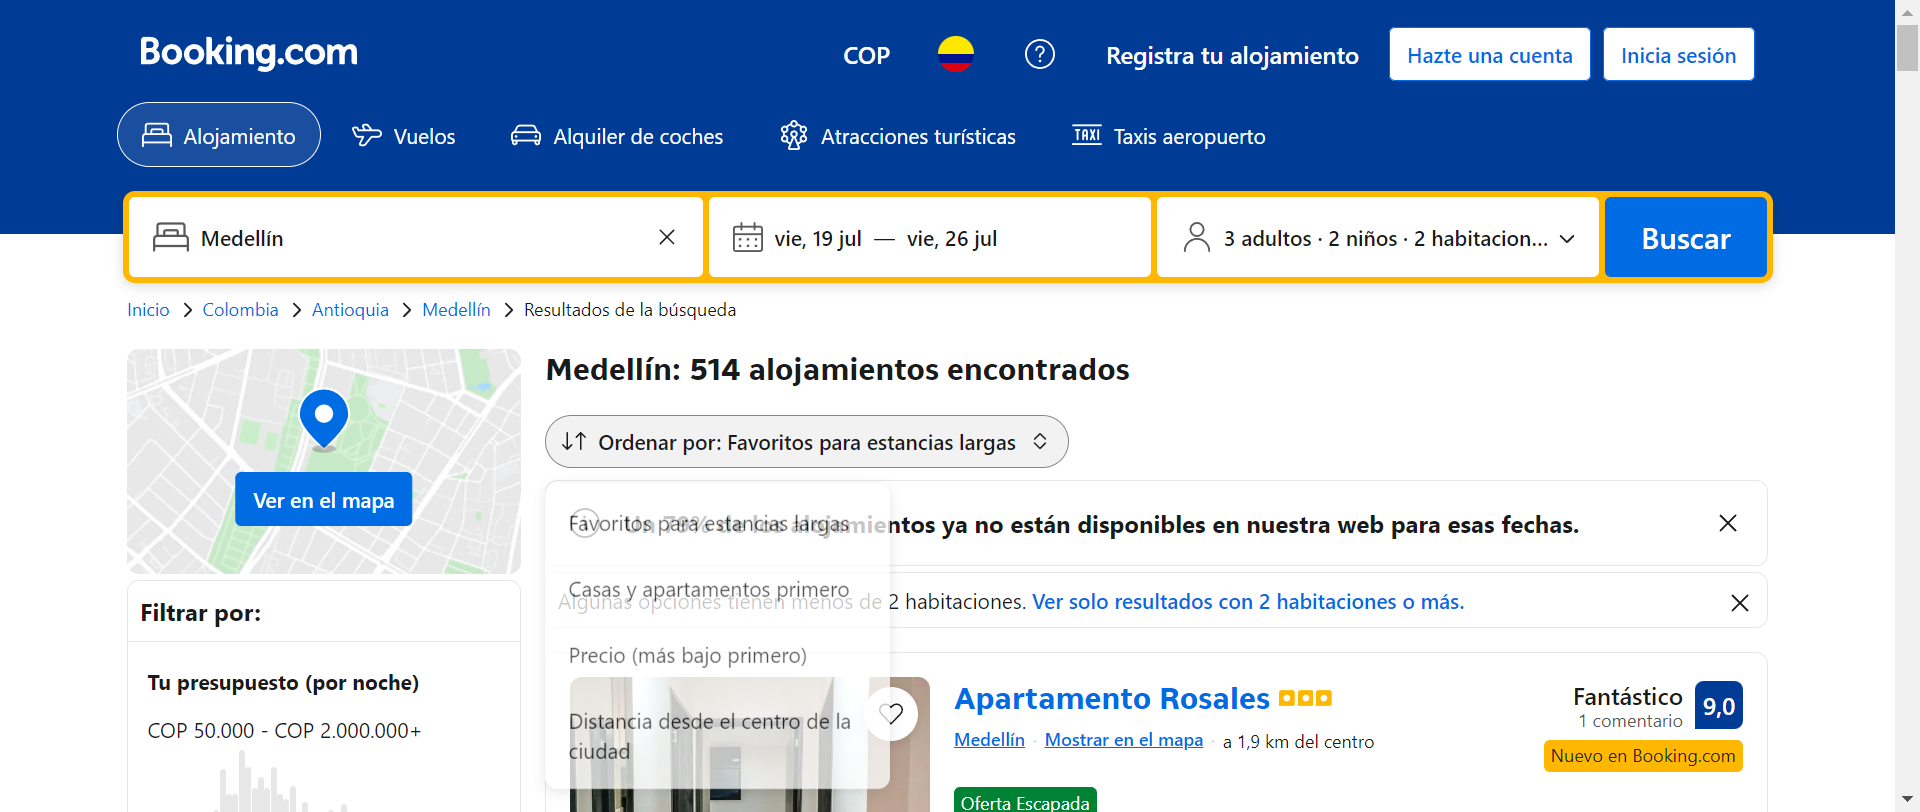 Booking.com
COP
Registra tu alojamiento
Hazte una cuenta
Inicia sesión
Alojamiento
Vuelos
Alquiler de coches
Atracciones turísticas
TAXI
Taxis aeropuerto
Medellín
vie, 19 jul — vie, 26 jul
3 adultos · 2 niños · 2 habitacion...
Buscar
Inicio
Colombia
Antioquia
Medellín
Resultados de la búsqueda
Ver en el mapa
Filtrar por:
Tu presupuesto (por noche)
COP 50.000 - COP 2.000.000+
Medellín: 514 alojamientos encontrados
Ordenar por: Favoritos para estancias largas
Favoritos para estancias largas
Un 79% de los alojamientos ya no están disponibles en nuestra web para esas fechas.
Casas y apartamentos primero
Algunas opciones tienen menos de 2 habitaciones. Ver solo resultados con 2 habitaciones o más.
Precio (más bajo primero)
Distancia desde el centro de la
ciudad
Apartamento Rosales
Medellín · Mostrar en el mapa · a 1,9 km del centro
Oferta Escapada
Fantástico
1 comentario
9,0
Nuevo en Booking.com